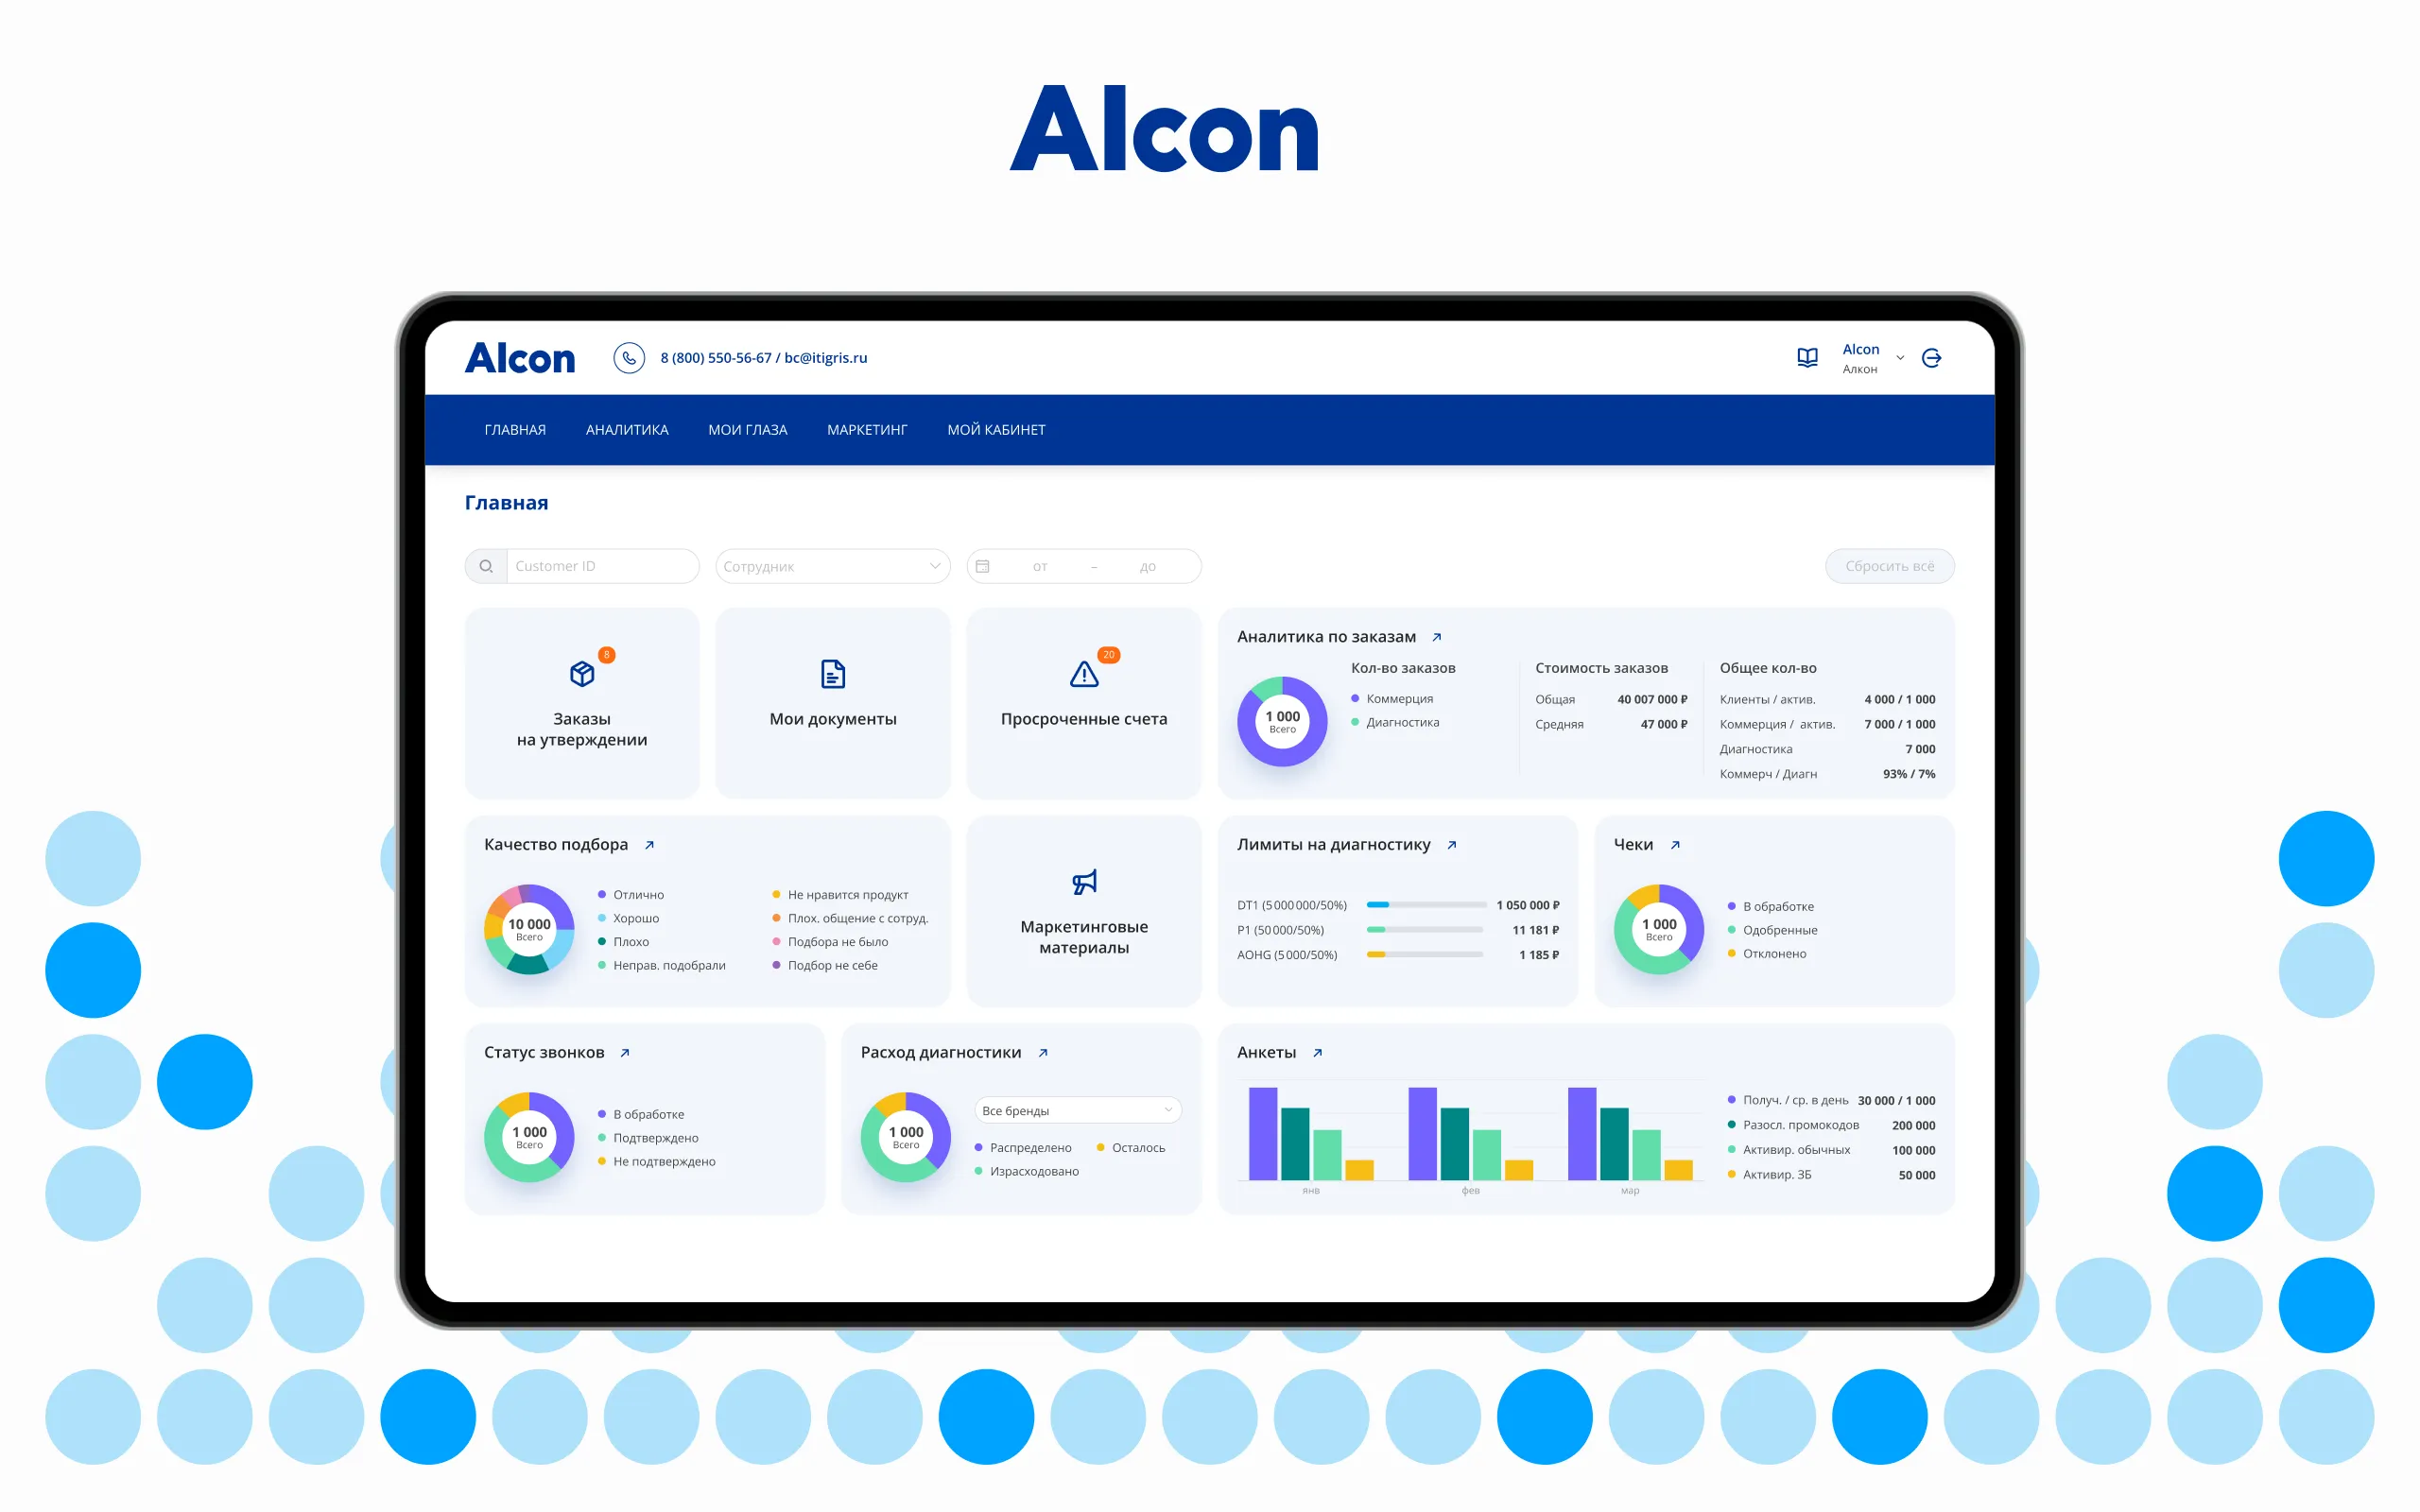 Alcon
Alcon
8 (800) 550-56-67 / bc@itigris.ru
Alcon
Алкон
ГЛАВНАЯ
АНАЛИТИКА
МОИ ГЛАЗА
МАРКЕТИНГ
МОЙ КАБИНЕТ
Главная
Customer ID
Сотрудник
от – до
Сбросить всё
8
Заказы
на утверждении
Мои документы
20
Просроченные счета
Аналитика по заказам
1 000
Всего
Кол-во заказов
Коммерция
Диагностика
Стоимость заказов
Общая 40 007 000 ₽
Средняя 47 000 ₽
Общее кол-во
Клиенты / актив. 4 000 / 1 000
Коммерция / актив. 7 000 / 1 000
Диагностика 7 000
Коммерч / Диагн 93% / 7%
Качество подбора
10 000
Всего
Отлично
Хорошо
Плохо
Неправ. подобрали
Не нравится продукт
Плох. общение с сотруд.
Подбора не было
Подбор не себе
Маркетинговые
материалы
Лимиты на диагностику
DT1 (5 000 000/50%) 1 050 000 ₽
P1 (50 000/50%) 11 181 ₽
AOHG (5 000/50%) 1 185 ₽
Чеки
1 000
Всего
В обработке
Одобренные
Отклонено
Статус звонков
1 000
Всего
В обработке
Подтверждено
Не подтверждено
Расход диагностики
1 000
Всего
Все бренды
Распределено
Осталось
Израсходовано
Анкеты
янв
фев
мар
Получ. / ср. в день 30 000 / 1 000
Разосл. промокодов 200 000
Активир. обычных 100 000
Активир. ЗБ 50 000